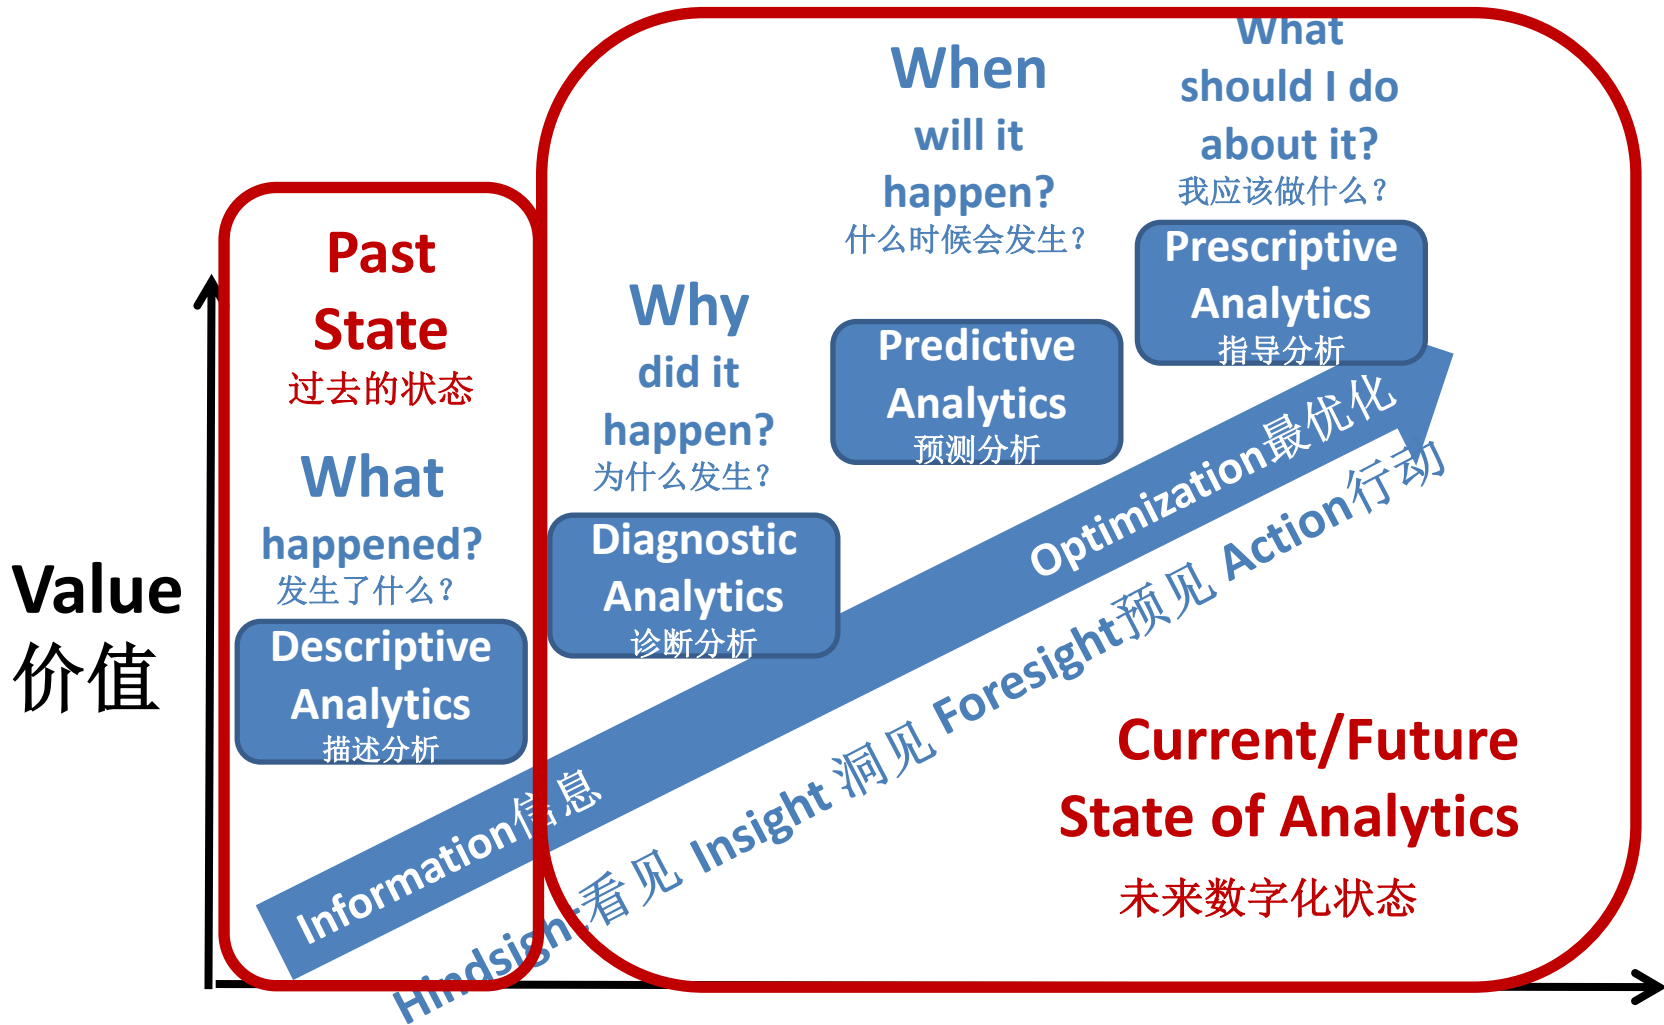 Value
价值
Past
State
过去的状态
What
happened?
发生了什么？
Descriptive
Analytics
描述分析
Why
did it
happen?
为什么发生？
Diagnostic
Analytics
诊断分析
When
will it
happen?
什么时候会发生？
Predictive
Analytics
预测分析
What
should I do
about it?
我应该做什么？
Prescriptive
Analytics
指导分析
Information信息
Optimization最优化
Hindsight看见 Insight 洞见 Foresight预见 Action行动
Current/Future
State of Analytics
未来数字化状态